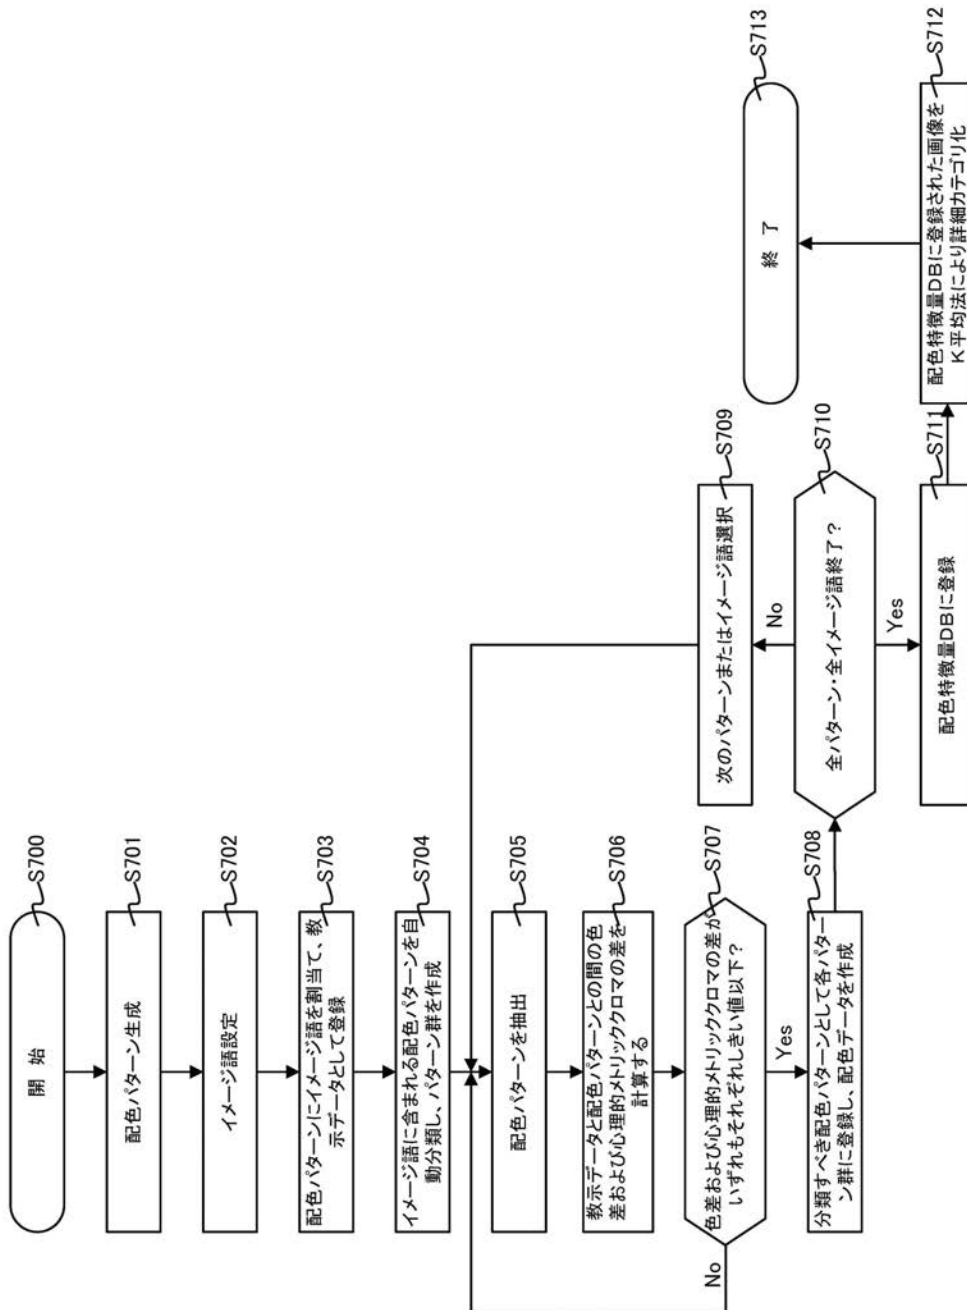 開 始
S700
配色パターン生成
S701
イメージ語設定
S702
配色パターンにイメージ語を割当て、教
示データとして登録
S703
イメージ語に含まれる配色パターンを自
動分類し、パターン群を作成
S704
配色パターンを抽出
S705
教示データと配色パターンとの間の色
差および心理的メトリッククロマの差を
計算する
S706
色差および心理的メトリッククロマの差が
いずれもそれぞれしきい値以下？
S707
No
Yes
分類すべき配色パターンとして各パター
ン群に登録し、配色データを作成
S708
次のパターンまたはイメージ語選択
S709
No
全パターン・全イメージ語終了？
S710
Yes
配色特徴量DBに登録
S711
配色特徴量DBに登録された画像を
K平均法により詳細カテゴリ化
S712
終 了
S713